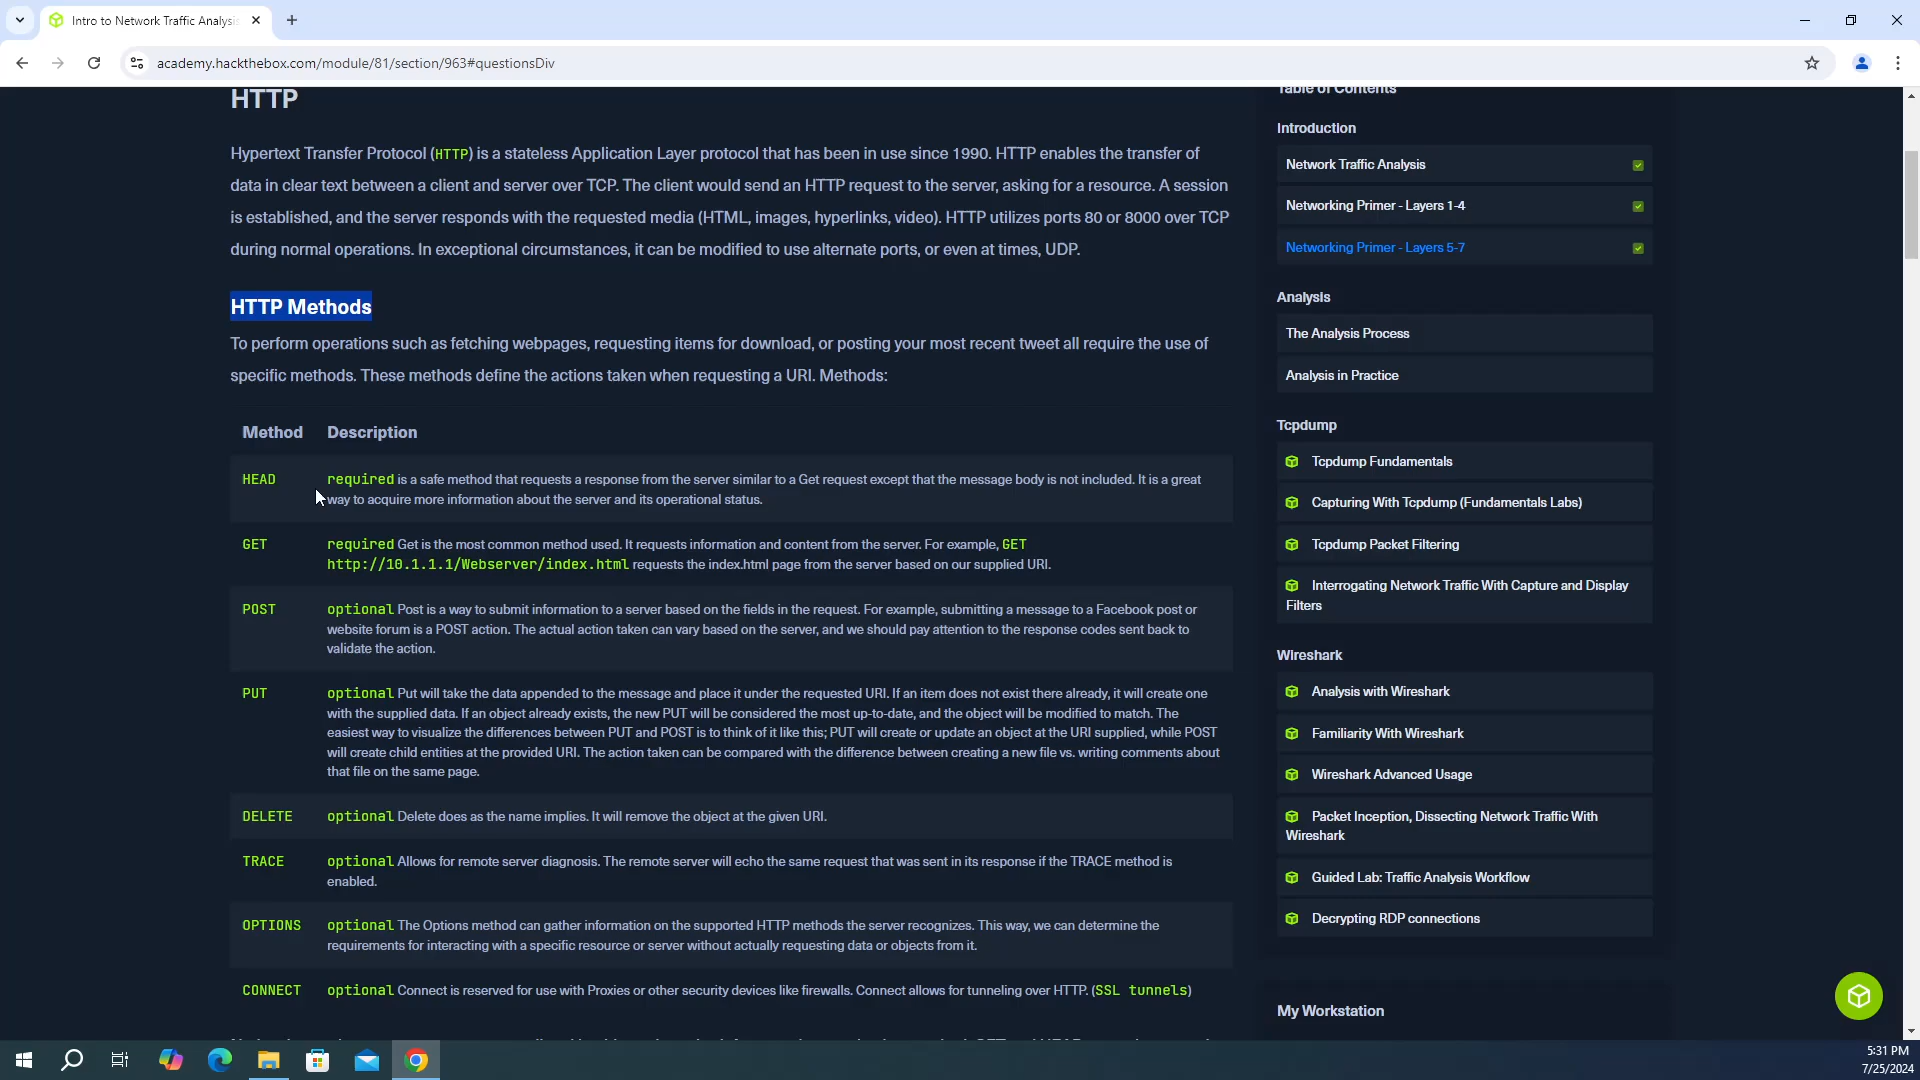 Intro to Network Traffic Analysis
academy.hackthebox.com/module/81/section/963#questionsDiv
HTTP
Hypertext Transfer Protocol (HTTP) is a stateless Application Layer protocol that has been in use since 1990. HTTP enables the transfer of
data in clear text between a client and server over TCP. The client would send an HTTP request to the server, asking for a resource. A session
is established, and the server responds with the requested media (HTML, images, hyperlinks, video). HTTP utilizes ports 80 or 8000 over TCP
during normal operations. In exceptional circumstances, it can be modified to use alternate ports, or even at times, UDP.
HTTP Methods
To perform operations such as fetching webpages, requesting items for download, or posting your most recent tweet all require the use of
specific methods. These methods define the actions taken when requesting a URI. Methods:
Method Description
HEAD required is a safe method that requests a response from the server similar to a Get request except that the message body is not included. It is a great
way to acquire more information about the server and its operational status.
GET required Get is the most common method used. It requests information and content from the server. For example, GET
http://10.1.1.1/Webserver/index.html requests the index.html page from the server based on our supplied URI.
POST optional Post is a way to submit information to a server based on the fields in the request. For example, submitting a message to a Facebook post or
website forum is a POST action. The actual action taken can vary based on the server, and we should pay attention to the response codes sent back to
validate the action.
PUT optional Put will take the data appended to the message and place it under the requested URI. If an item does not exist there already, it will create one
with the supplied data. If an object already exists, the new PUT will be considered the most up-to-date, and the object will be modified to match. The
easiest way to visualize the differences between PUT and POST is to think of it like this; PUT will create or update an object at the URI supplied, while POST
will create child entities at the provided URI. The action taken can be compared with the difference between creating a new file vs. writing comments about
that file on the same page.
DELETE optional Delete does as the name implies. It will remove the object at the given URI.
TRACE optional Allows for remote server diagnosis. The remote server will echo the same request that was sent in its response if the TRACE method is
enabled.
OPTIONS optional The Options method can gather information on the supported HTTP methods the server recognizes. This way, we can determine the
requirements for interacting with a specific resource or server without actually requesting data or objects from it.
CONNECT optional Connect is reserved for use with Proxies or other security devices like firewalls. Connect allows for tunneling over HTTP. (SSL tunnels)
Table of Contents
Introduction
Network Traffic Analysis
Networking Primer - Layers 1-4
Networking Primer - Layers 5-7
Analysis
The Analysis Process
Analysis in Practice
Tcpdump
Tcpdump Fundamentals
Capturing With Tcpdump (Fundamentals Labs)
Tcpdump Packet Filtering
Interrogating Network Traffic With Capture and Display
Filters
Wireshark
Analysis with Wireshark
Familiarity With Wireshark
Wireshark Advanced Usage
Packet Inception, Dissecting Network Traffic With
Wireshark
Guided Lab: Traffic Analysis Workflow
Decrypting RDP connections
My Workstation
5:31 PM
7/25/2024